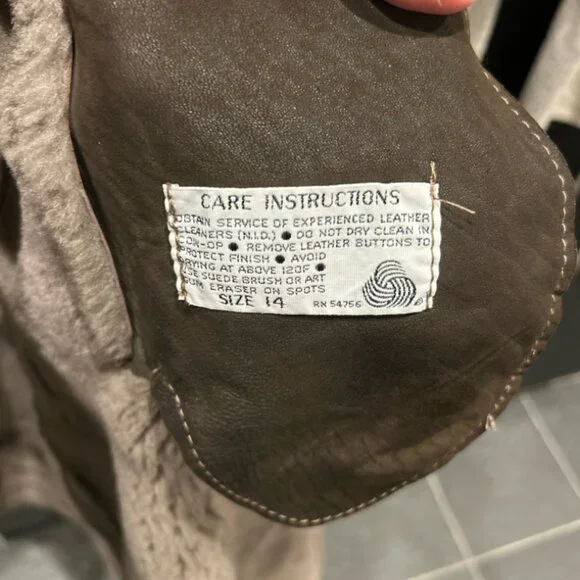 CARE INSTRUCTIONS
OBTAIN SERVICE OF EXPERIENCED LEATHER
CLEANERS (N.I.D.) ● DO NOT DRY CLEAN IN
COIN-OP ● REMOVE LEATHER BUTTONS TO
PROTECT FINISH ● AVOID
DRYING AT ABOVE 120F ●
USE SUEDE BRUSH OR ART
GUM ERASER ON SPOTS
SIZE 14 RN 54756